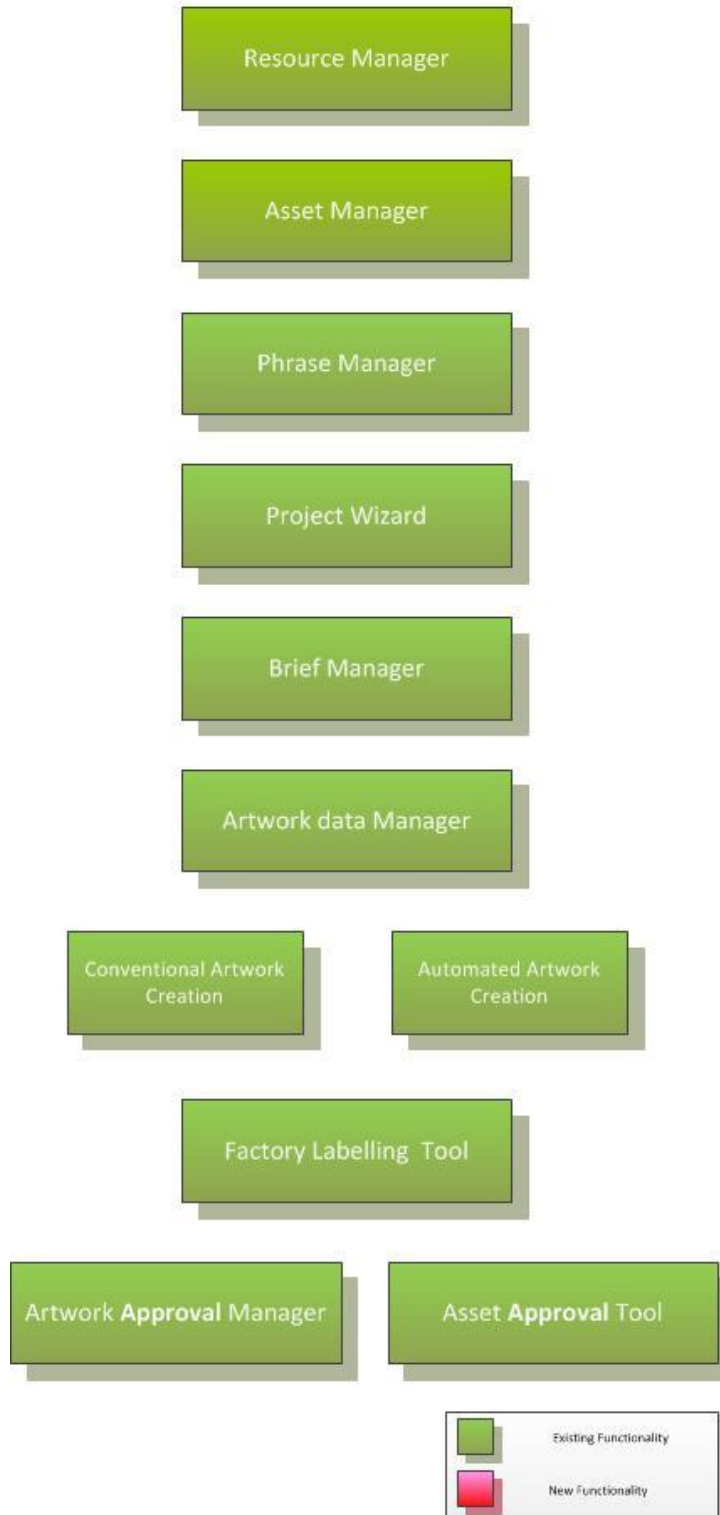 Resource Manager
Asset Manager
Phrase Manager
Project Wizard
Brief Manager
Artwork data Manager
Conventional Artwork
Creation
Automated Artwork
Creation
Factory Labelling  Tool
Artwork Approval Manager
Asset Approval Tool
Existing Functionality
New Functionality